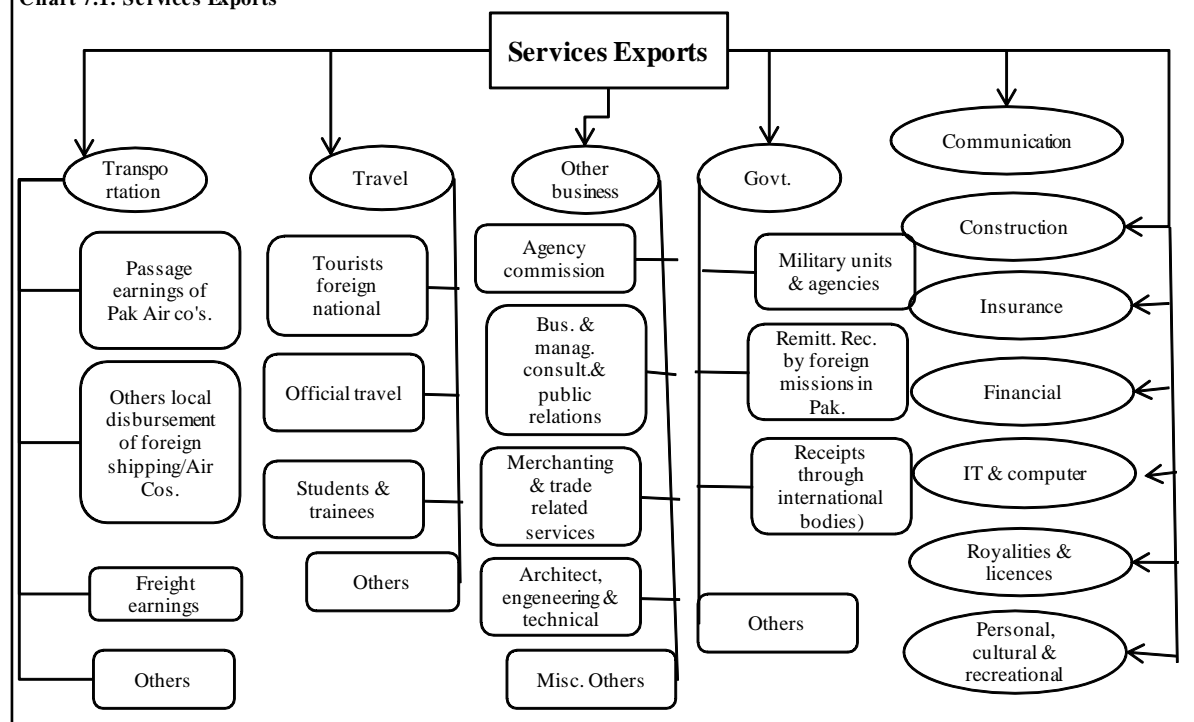 Chart 7.1: Services Exports
Services Exports
Transpo
rtation
Passage
earnings of
Pak Air co's.
Others local
disbursement
of foreign
shipping/Air
Cos.
Freight
earnings
Others
Travel
Tourists
foreign
national
Official travel
Students &
trainees
Others
Other
business
Agency
commission
Bus. &
manag.
consult.&
public
relations
Merchanting
& trade
related
services
Architect,
engeneering &
technical
Misc. Others
Govt.
Military units
& agencies
Remitt. Rec.
by foreign
missions in
Pak.
Receipts
through
international
bodies)
Others
Communication
Construction
Insurance
Financial
IT & computer
Royalities &
licences
Personal,
cultural &
recreational